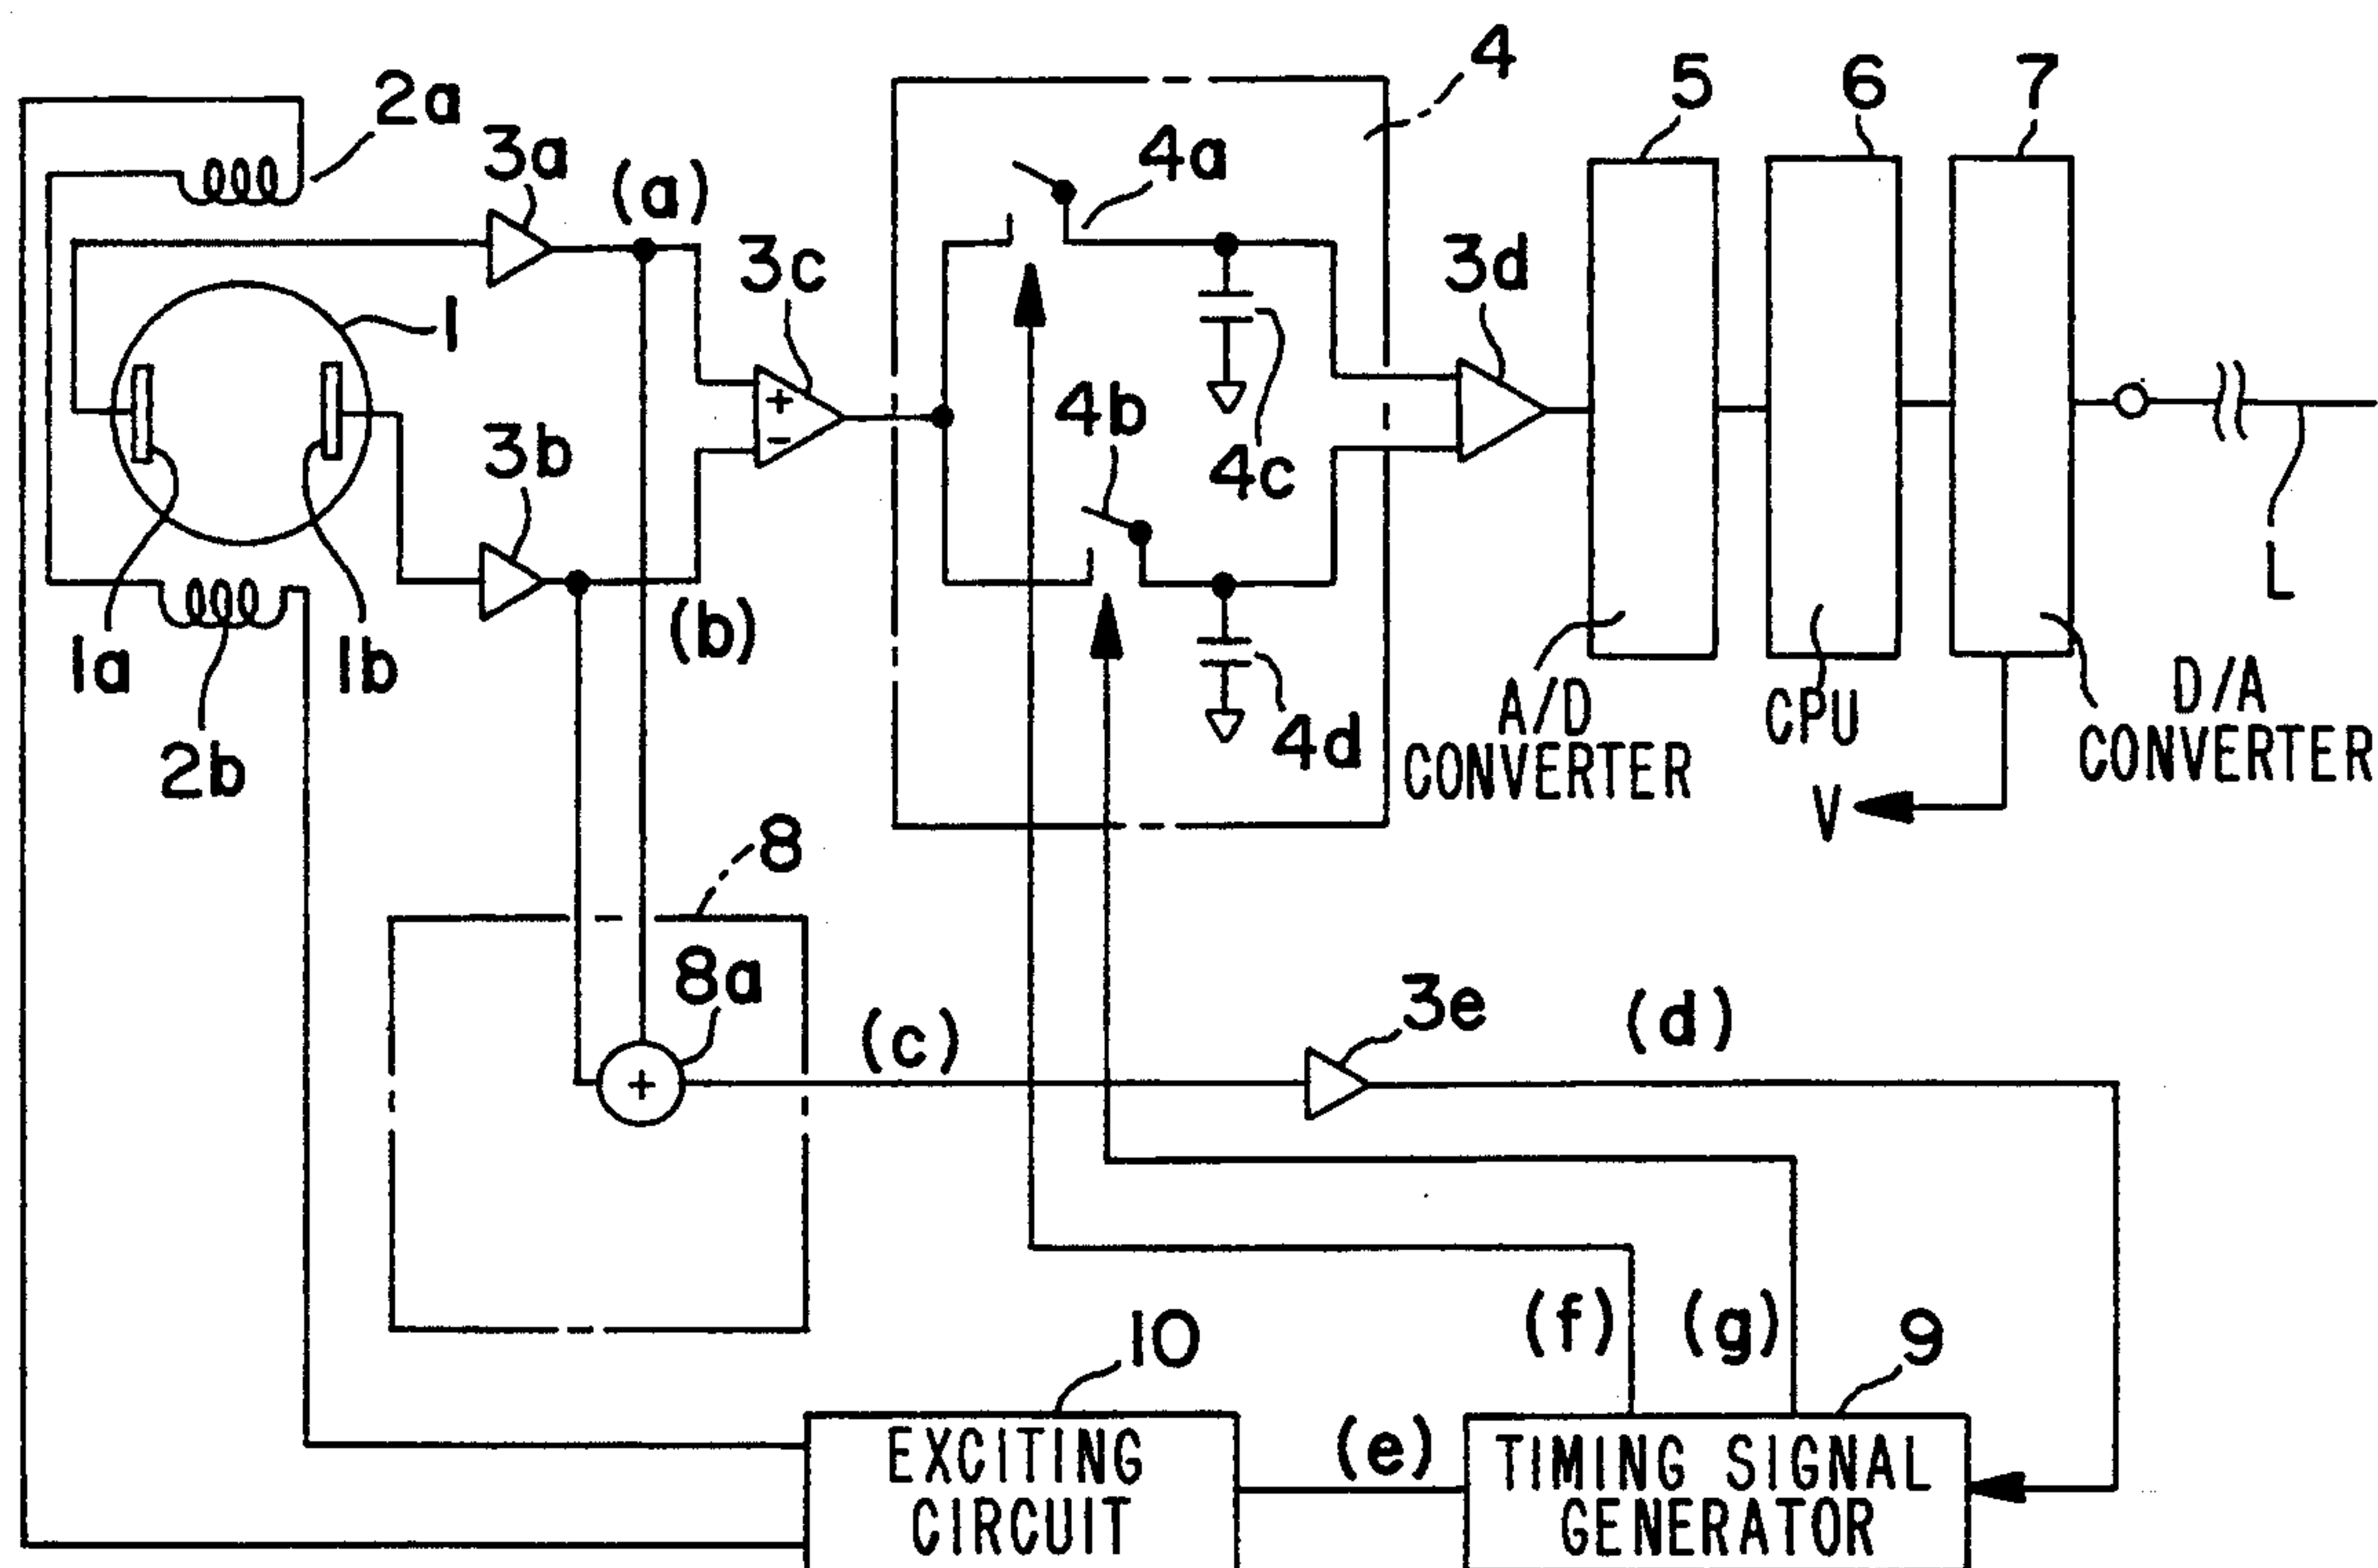 4
5
6
7
2a
3a
(a)
4a
3c
3d
1
+
-
4b
3b
4c
L
(b)
1a
1b
2b
4d
A/D
CONVERTER
CPU
D/A
CONVERTER
V
8
8a
+
(c)
3e
(d)
(f)
(g)
9
10
(e)
EXCITING
CIRCUIT
TIMING SIGNAL
GENERATOR